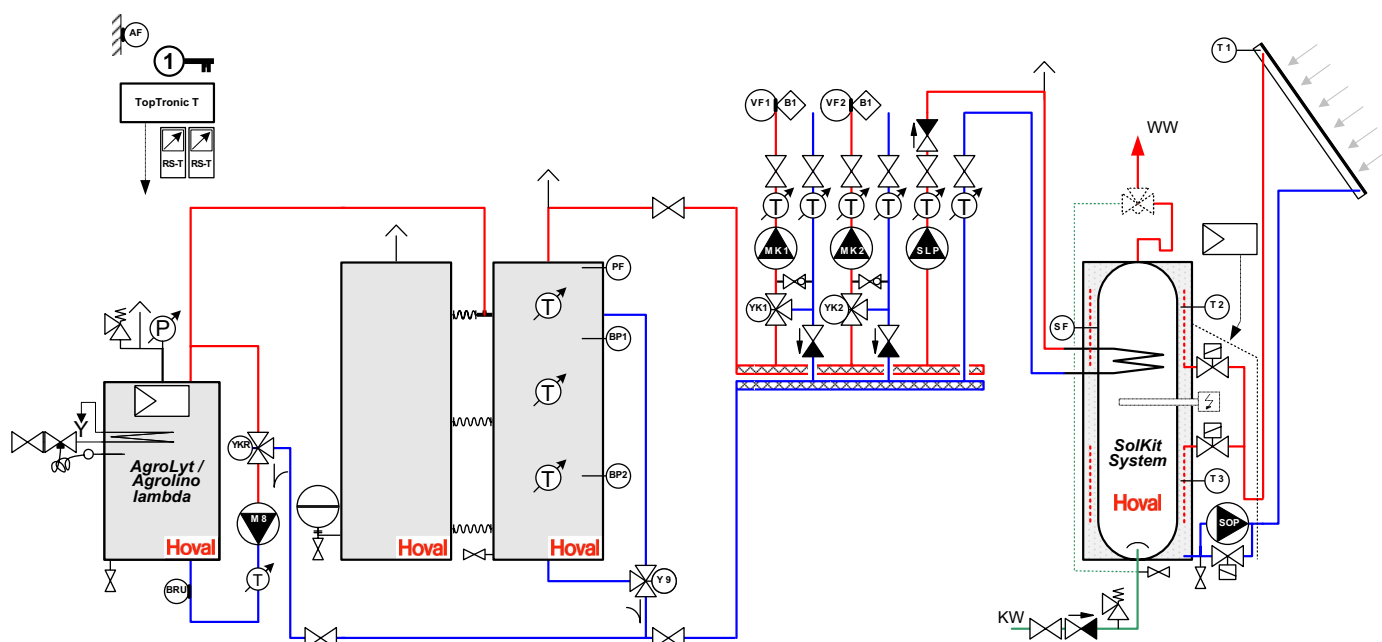 AF
1
TopTronic T
RS-T RS-T
VF1 B1 VF2 B1
T 1
WW
T T T T T T
MK1 MK2 SLP
PF
T
YK1 YK2
T 2
SF
BP1
P
T
YKR
AgroLyt /
Agrolino
lambda
SolKit
System
Hoval
BP2
T
T 3
M 8
SOP
Hoval Hoval Hoval
BRU T
Y 9
KW